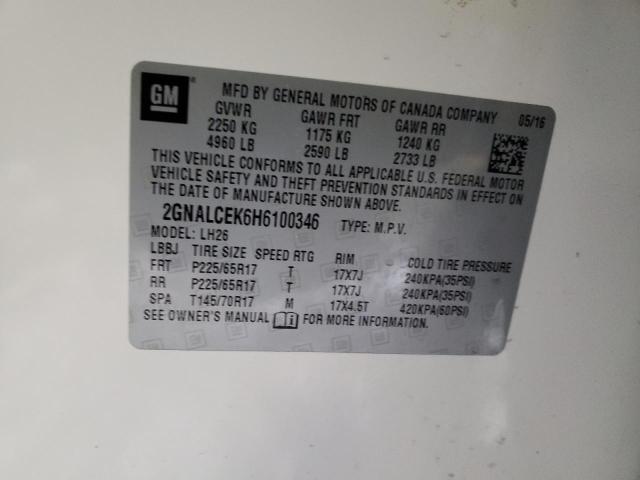 GM
MFD BY GENERAL MOTORS OF CANADA COMPANY 05/16
GVWR GAWR FRT GAWR RR
2250 KG 1175 KG 1240 KG
4960 LB 2590 LB 2733 LB
THIS VEHICLE CONFORMS TO ALL APPLICABLE U.S. FEDERAL MOTOR
VEHICLE SAFETY AND THEFT PREVENTION STANDARDS IN EFFECT ON
THE DATE OF MANUFACTURE SHOWN ABOVE.
2GNALCEK6H6100346 TYPE: M.P.V.
MODEL: LH26
LBBJ TIRE SIZE SPEED RTG RIM COLD TIRE PRESSURE
FRT P225/65R17 T 17X7J 240KPA(35PSI)
RR P225/65R17 T 17X7J 240KPA(35PSI)
SPA T145/70R17 M 17X4.5T 420KPA(60PSI)
SEE OWNER'S MANUAL FOR MORE INFORMATION.